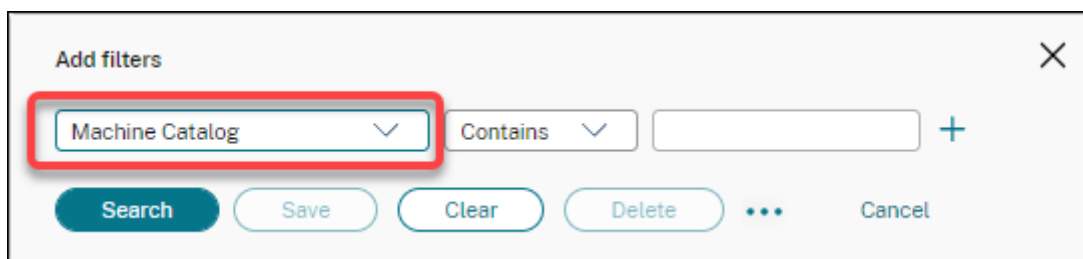 Add filters
Machine Catalog Contains
Search Save Clear Delete ••• Cancel